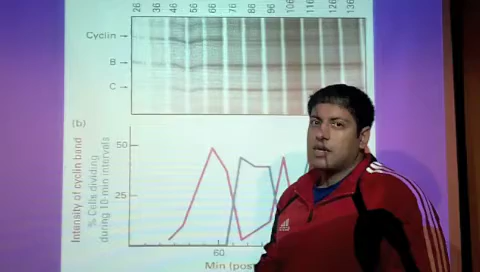 26 36 46 56 66 76 86 96 106 116 126 136
Cyclin
B
C
(b)
Intensity of cyclin band
% Cells dividing
during 10-min intervals
50
25
60
Min (pos
adidas